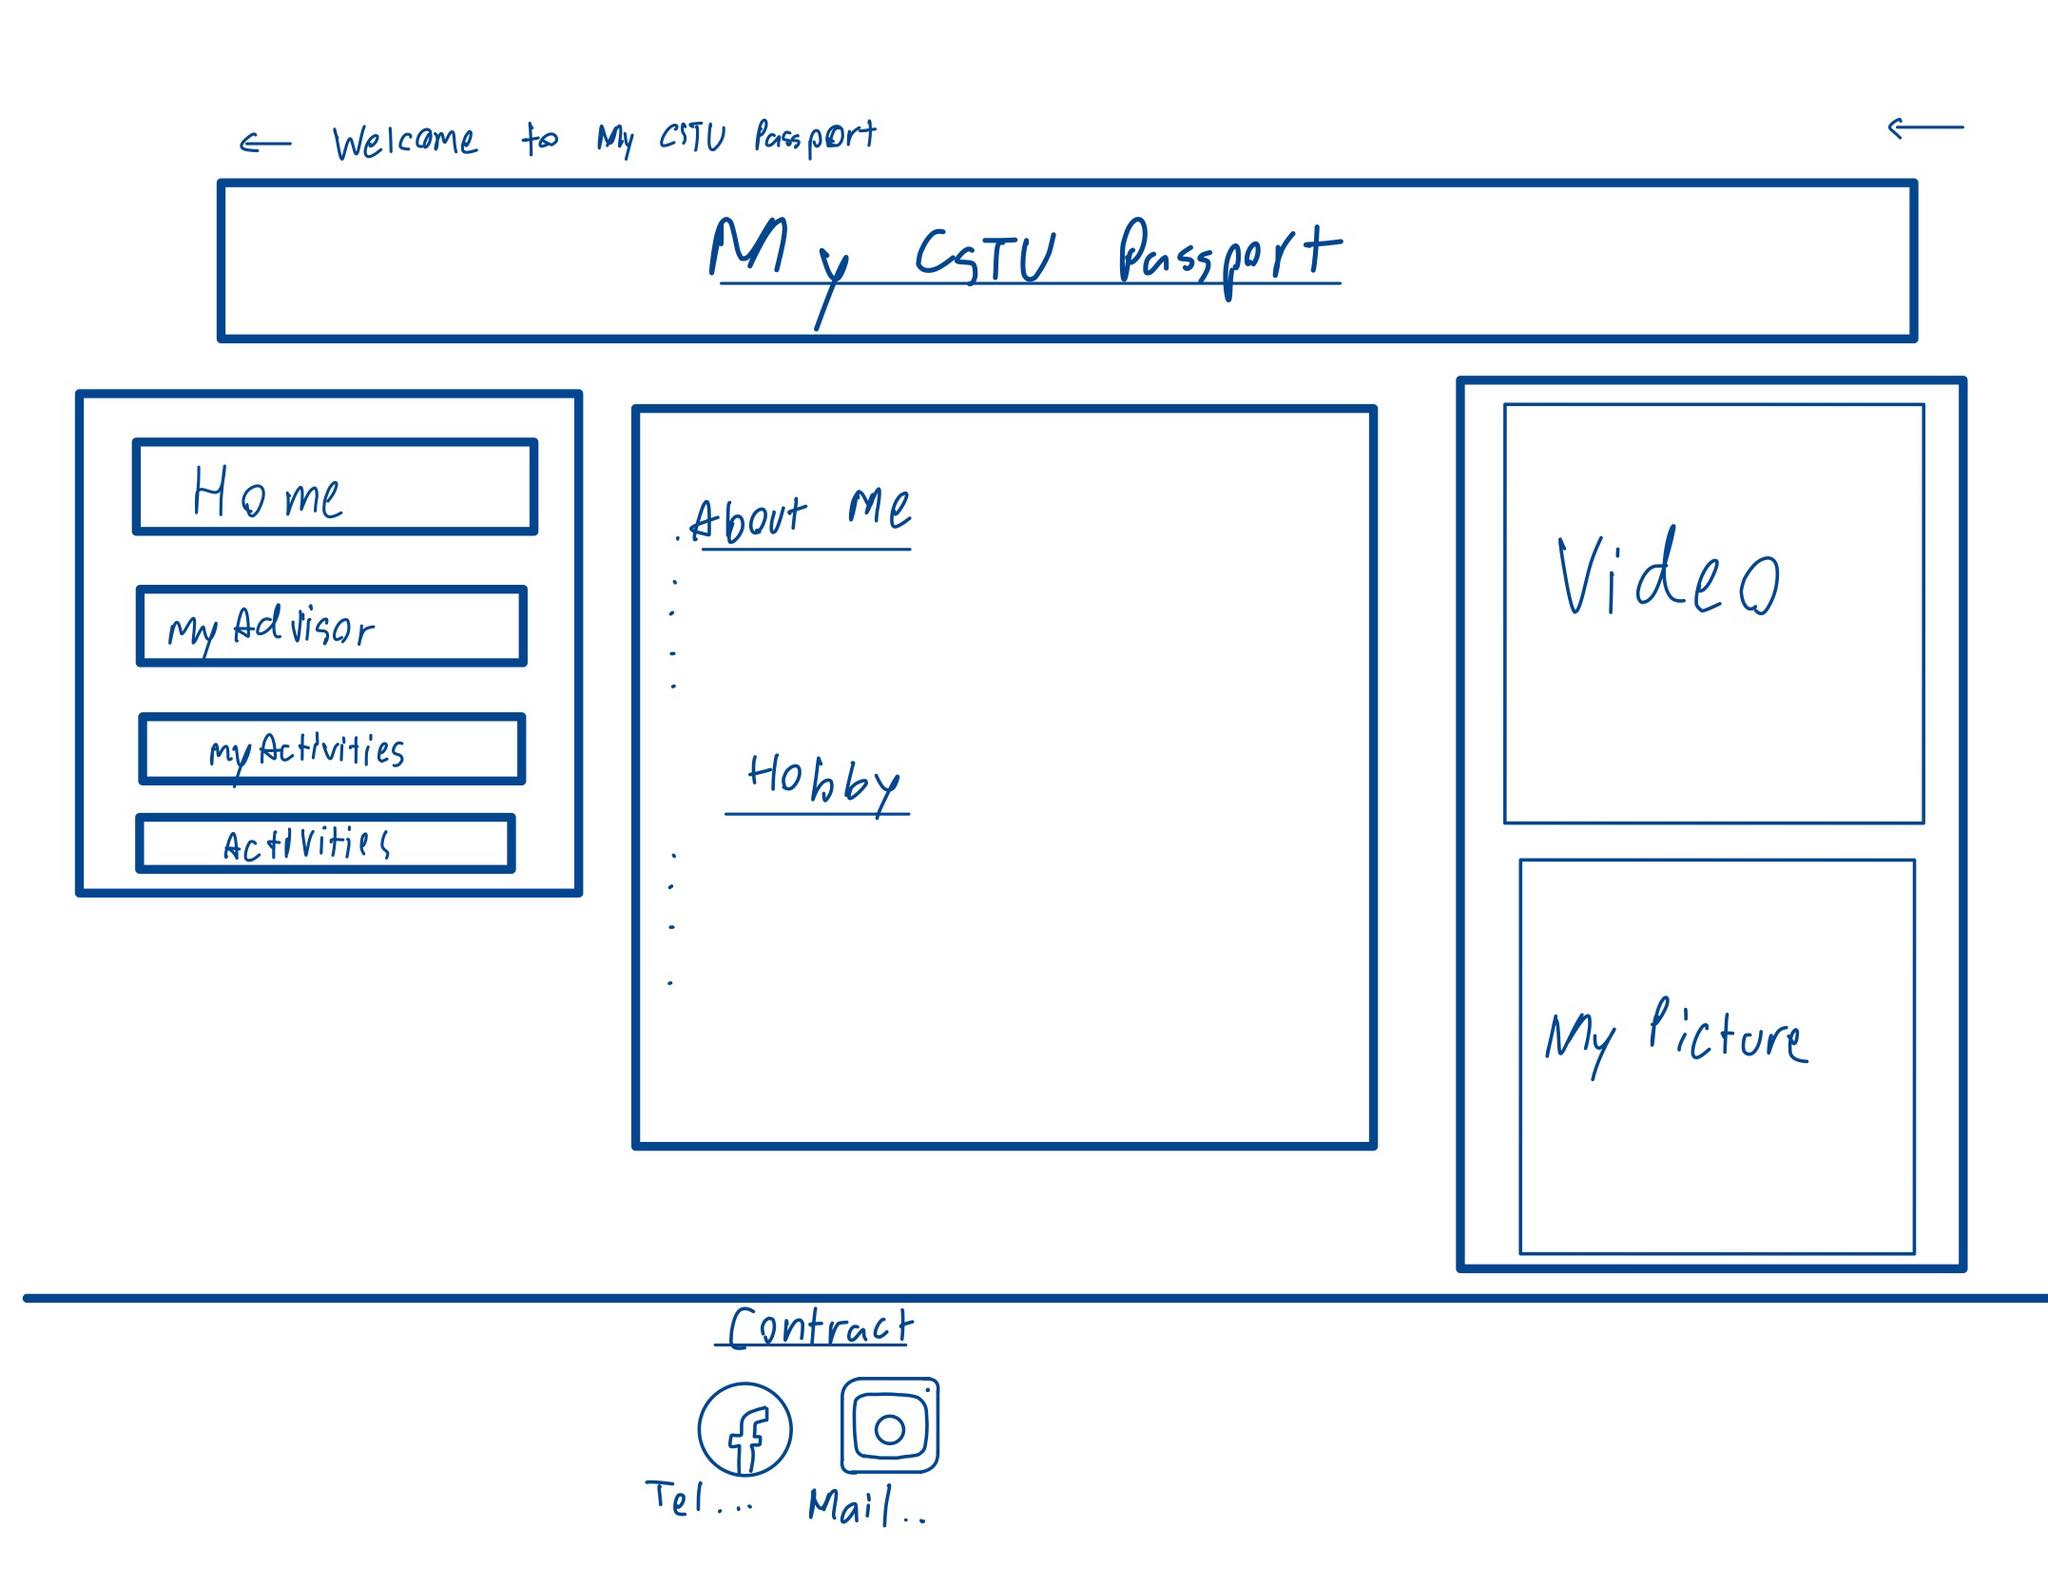 ← Welcome to My CSTU Passport ←
My CSTU Passport
Home
my Advisor
my Activities
Activities
About Me
Hobby
Video
My Picture
Contract
f
Tel...
Mail..